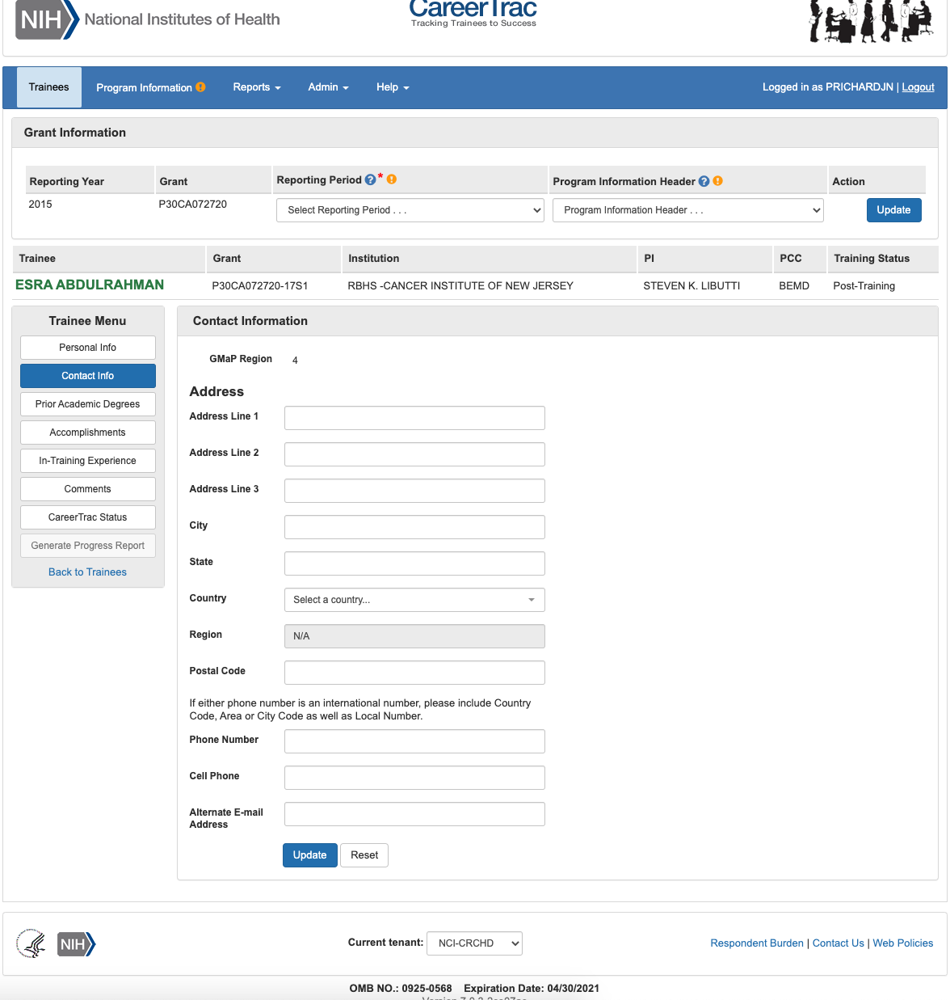 NIH National Institutes of Health
CareerTrac
Tracking Trainees to Success
Trainees Program Information Reports Admin Help Logged in as PRICHARDJN | Logout
Grant Information
Reporting Year Grant Reporting Period * Program Information Header Action
2015 P30CA072720 Select Reporting Period . . . Program Information Header . . . Update
Trainee Grant Institution PI PCC Training Status
ESRA ABDULRAHMAN P30CA072720-17S1 RBHS -CANCER INSTITUTE OF NEW JERSEY STEVEN K. LIBUTTI BEMD Post-Training
Trainee Menu
Personal Info
Contact Info
Prior Academic Degrees
Accomplishments
In-Training Experience
Comments
CareerTrac Status
Generate Progress Report
Back to Trainees
Contact Information
GMaP Region 4
Address
Address Line 1
Address Line 2
Address Line 3
City
State
Country Select a country...
Region N/A
Postal Code
If either phone number is an international number, please include Country
Code, Area or City Code as well as Local Number.
Phone Number
Cell Phone
Alternate E-mail
Address
Update Reset
NIH Current tenant: NCI-CRCHD Respondent Burden | Contact Us | Web Policies
OMB NO.: 0925-0568 Expiration Date: 04/30/2021